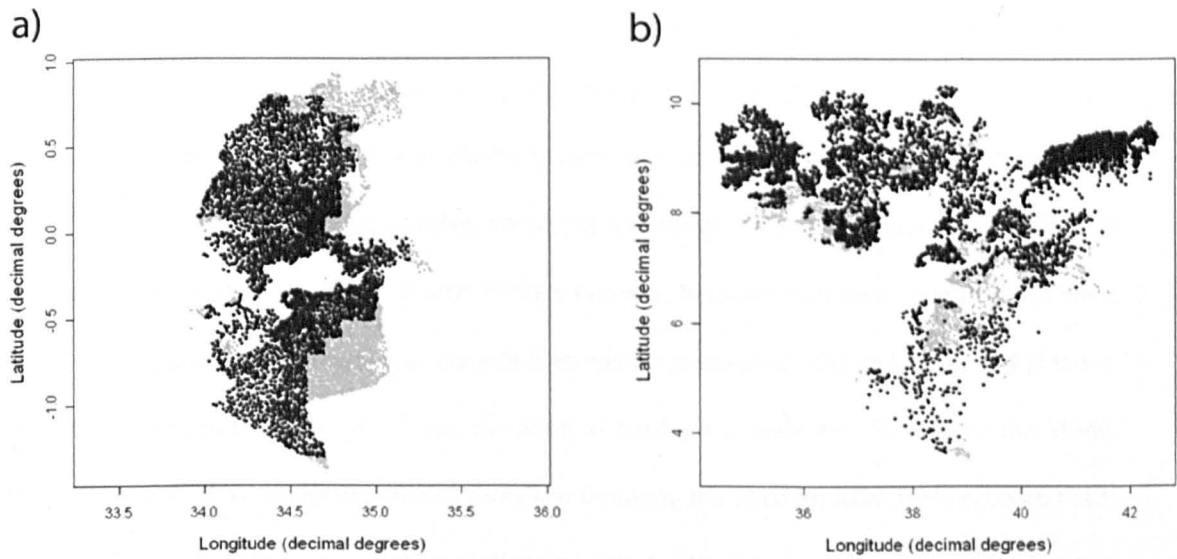 a)
1.0
0.5
0.0
-0.5
-1.0
Latitude (decimal degrees)
33.5 34.0 34.5 35.0 35.5 36.0
Longitude (decimal degrees)
b)
10
8
6
4
Latitude (decimal degrees)
36 38 40 42
Longitude (decimal degrees)